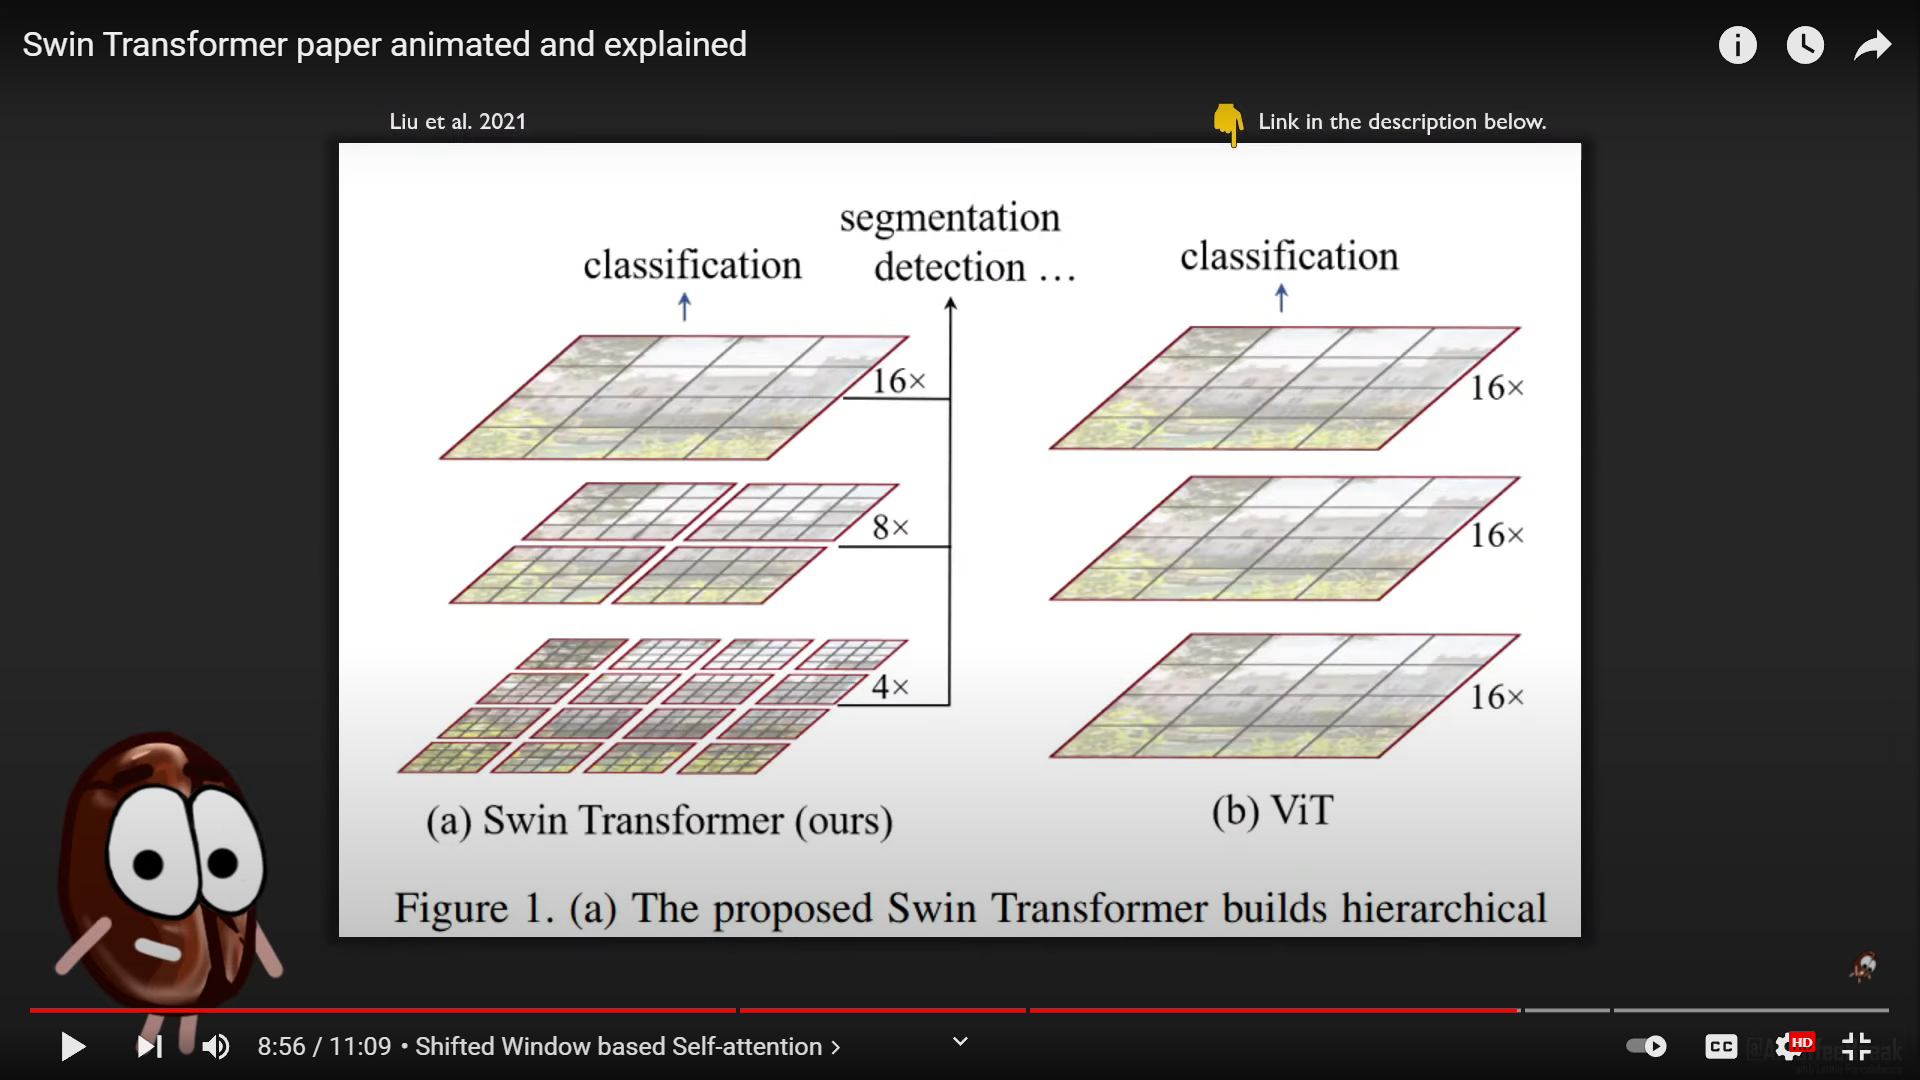 Swin Transformer paper animated and explained
Liu et al. 2021
Link in the description below.
segmentation
detection ...
classification
16×
8×
4×
(a) Swin Transformer (ours)
classification
16×
16×
16×
(b) ViT
Figure 1. (a) The proposed Swin Transformer builds hierarchical
8:56 / 11:09 • Shifted Window based Self-attention
CC
HD